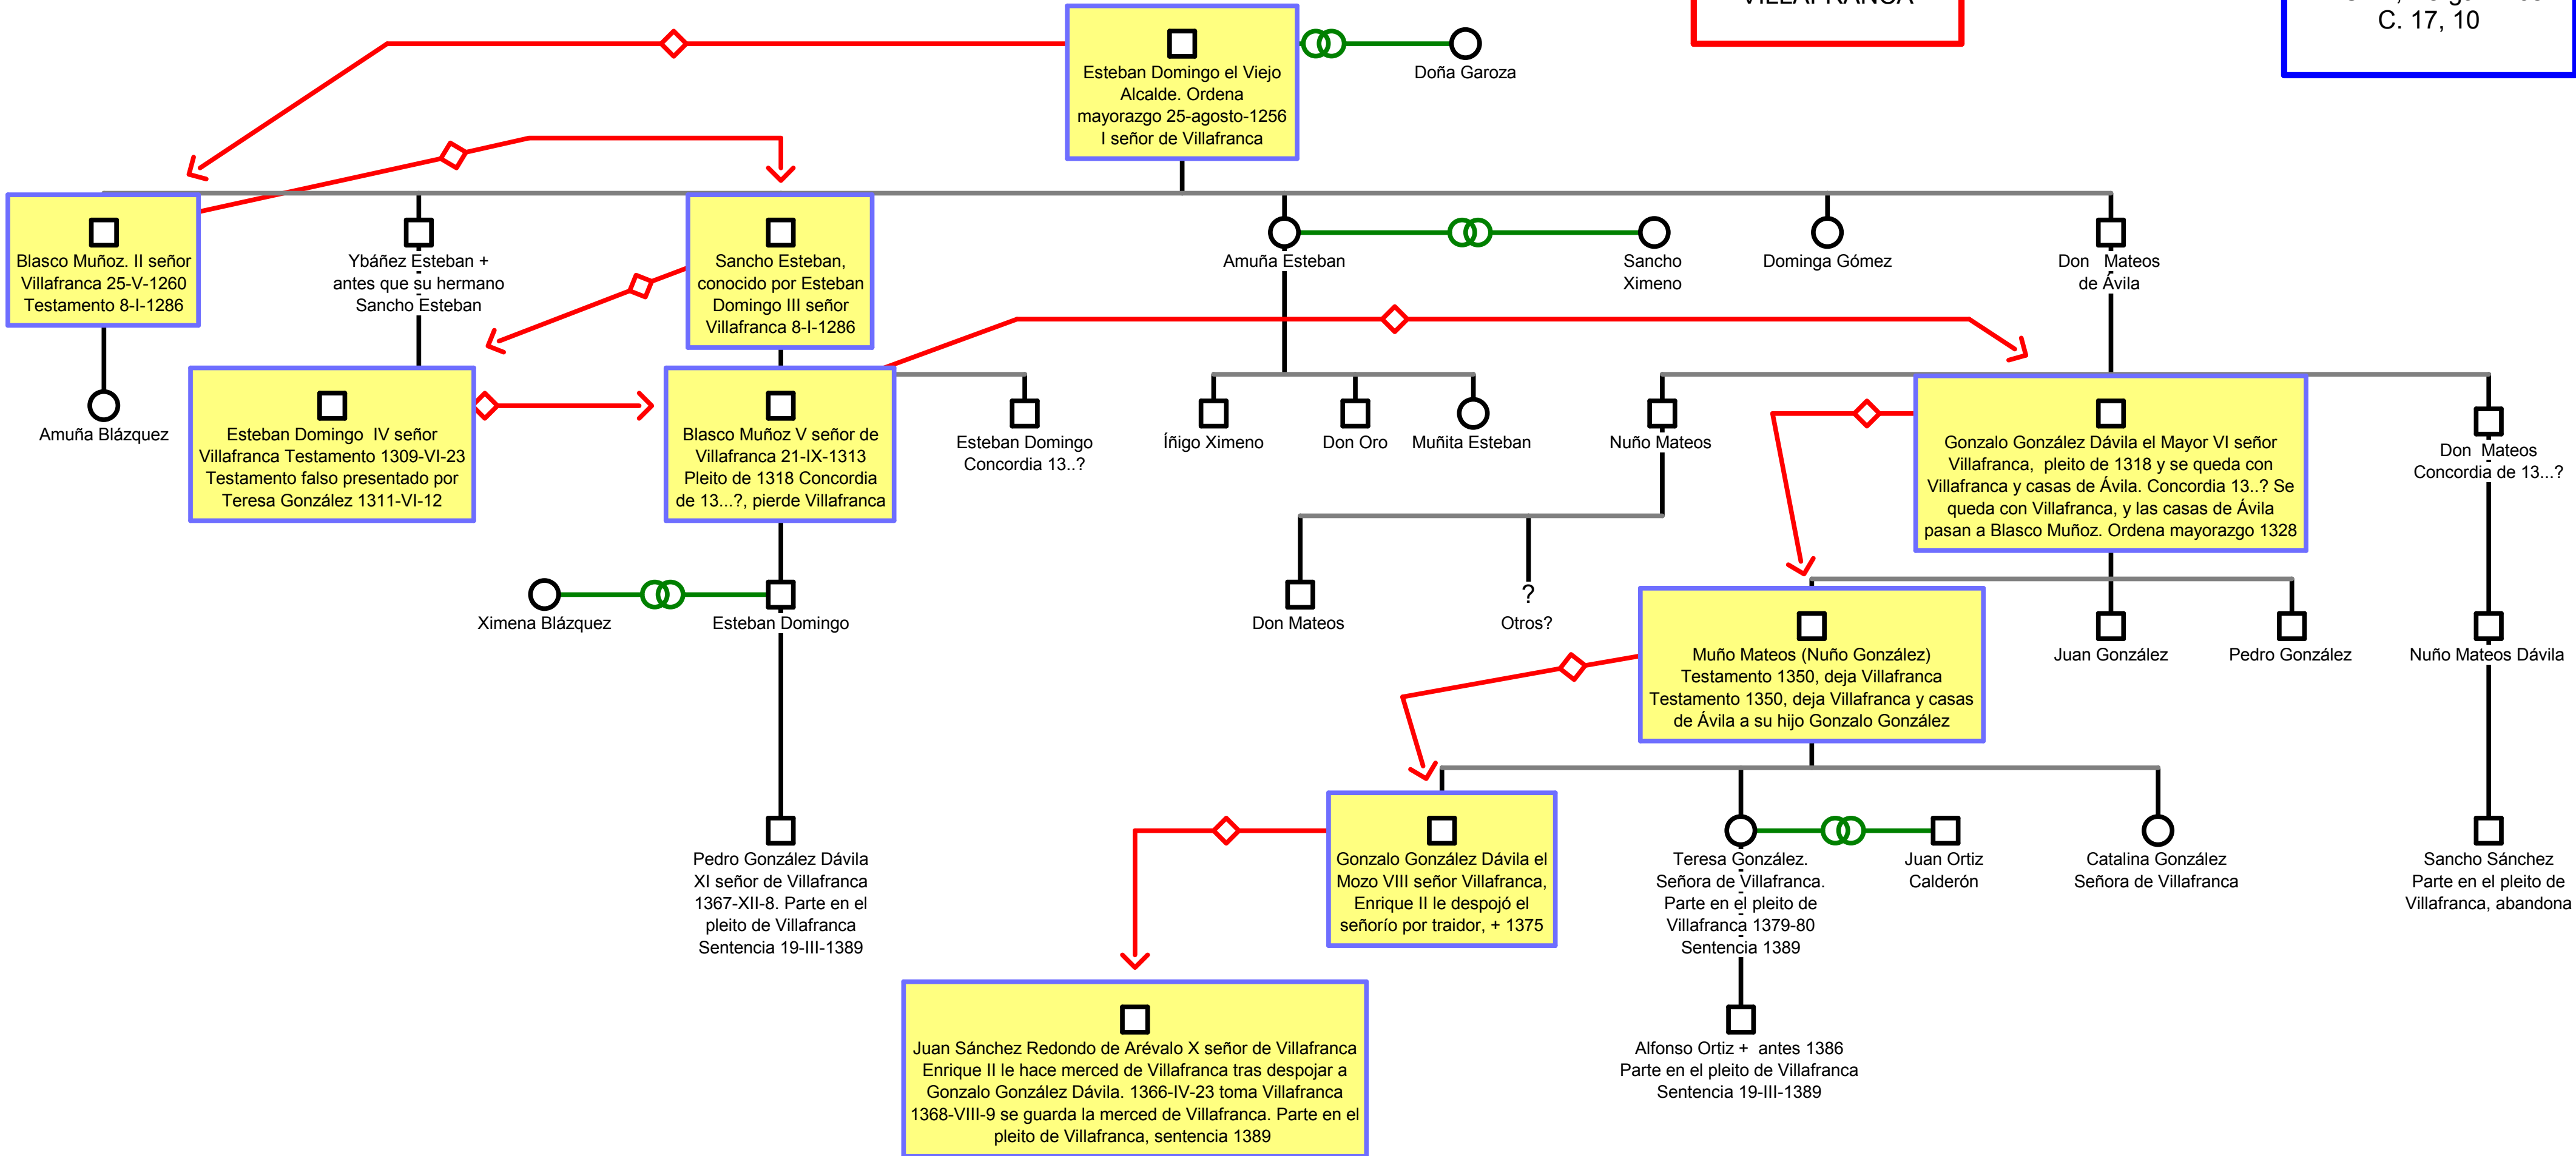 C. 17, 10
Esteban Domingo el Viejo
Alcalde. Ordena
mayorazgo 25-agosto-1256
I señor de Villafranca
Doña Garoza
Blasco Muñoz. II señor
Villafranca 25-V-1260
Testamento 8-I-1286
Ybáñez Esteban +
antes que su hermano
Sancho Esteban
Sancho Esteban,
conocido por Esteban
Domingo III señor
Villafranca 8-I-1286
Amuña Esteban
Sancho
Ximeno
Dominga Gómez
Don Mateos
de Ávila
Amuña Blázquez
Esteban Domingo IV señor
Villafranca Testamento 1309-VI-23
Testamento falso presentado por
Teresa González 1311-VI-12
Blasco Muñoz V señor de
Villafranca 21-IX-1313
Pleito de 1318 Concordia
de 13...?, pierde Villafranca
Esteban Domingo
Concordia 13..?
Íñigo Ximeno
Don Oro
Muñita Esteban
Nuño Mateos
Gonzalo González Dávila el Mayor VI señor
Villafranca, pleito de 1318 y se queda con
Villafranca y casas de Ávila. Concordia 13..? Se
queda con Villafranca, y las casas de Ávila
pasan a Blasco Muñoz. Ordena mayorazgo 1328
Don Mateos
Concordia de 13...?
Ximena Blázquez
Esteban Domingo
Don Mateos
?
Otros?
Muño Mateos (Nuño González)
Testamento 1350, deja Villafranca
Testamento 1350, deja Villafranca y casas
de Ávila a su hijo Gonzalo González
Juan González
Pedro González
Nuño Mateos Dávila
Pedro González Dávila
XI señor de Villafranca
1367-XII-8. Parte en el
pleito de Villafranca
Sentencia 19-III-1389
Gonzalo González Dávila el
Mozo VIII señor Villafranca,
Enrique II le despojó el
señorío por traidor, + 1375
Teresa González.
Señora de Villafranca.
Parte en el pleito de
Villafranca 1379-80
Sentencia 1389
Juan Ortiz
Calderón
Catalina González
Señora de Villafranca
Sancho Sánchez
Parte en el pleito de
Villafranca, abandona
Juan Sánchez Redondo de Arévalo X señor de Villafranca
Enrique II le hace merced de Villafranca tras despojar a
Gonzalo González Dávila. 1366-IV-23 toma Villafranca
1368-VIII-9 se guarda la merced de Villafranca. Parte en el
pleito de Villafranca, sentencia 1389
Alfonso Ortiz + antes 1386
Parte en el pleito de Villafranca
Sentencia 19-III-1389